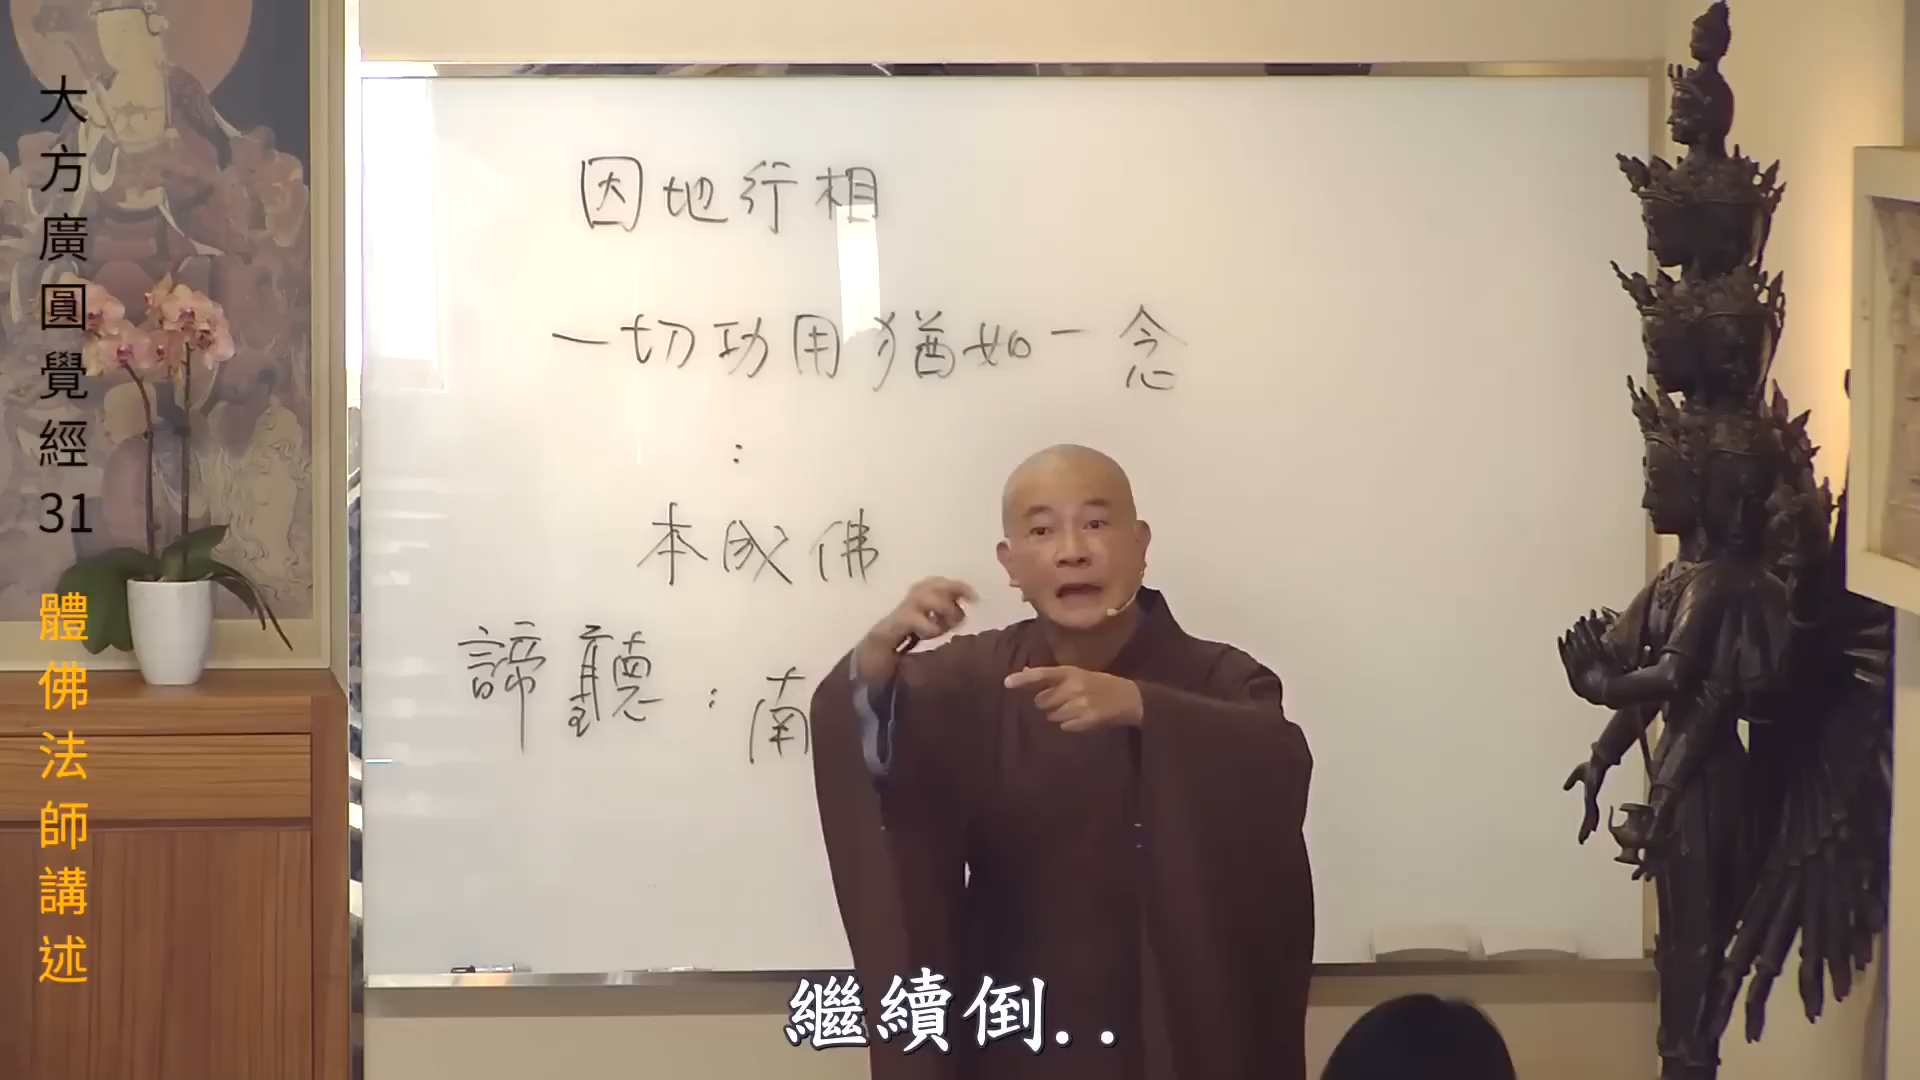 大方廣圓覺經31
體佛法師講述
因地行相
一切功用猶如一念
：
本成佛
諦聽：南
繼續倒..